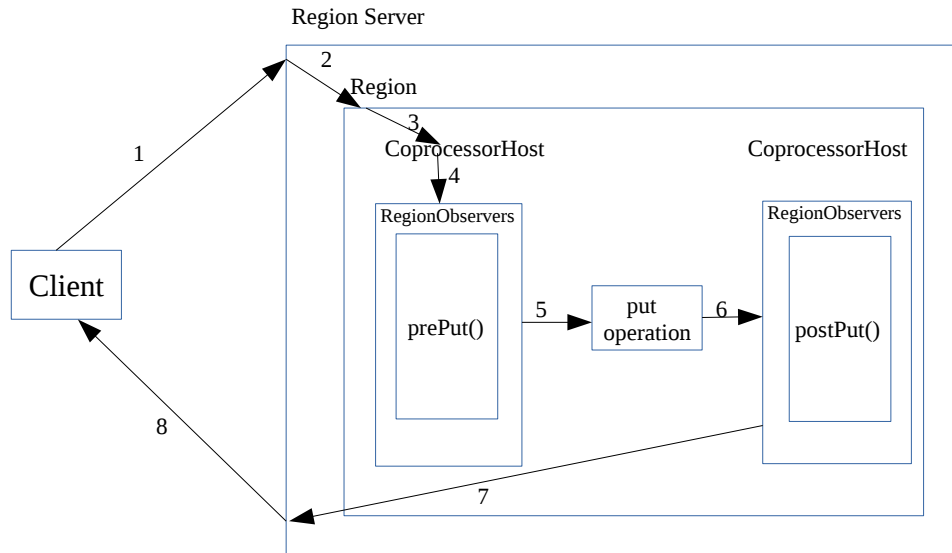 Region Server
2
Region
1
3
CoprocessorHost
CoprocessorHost
4
RegionObservers
RegionObservers
Client
5
put
operation
6
prePut()
postPut()
8
7